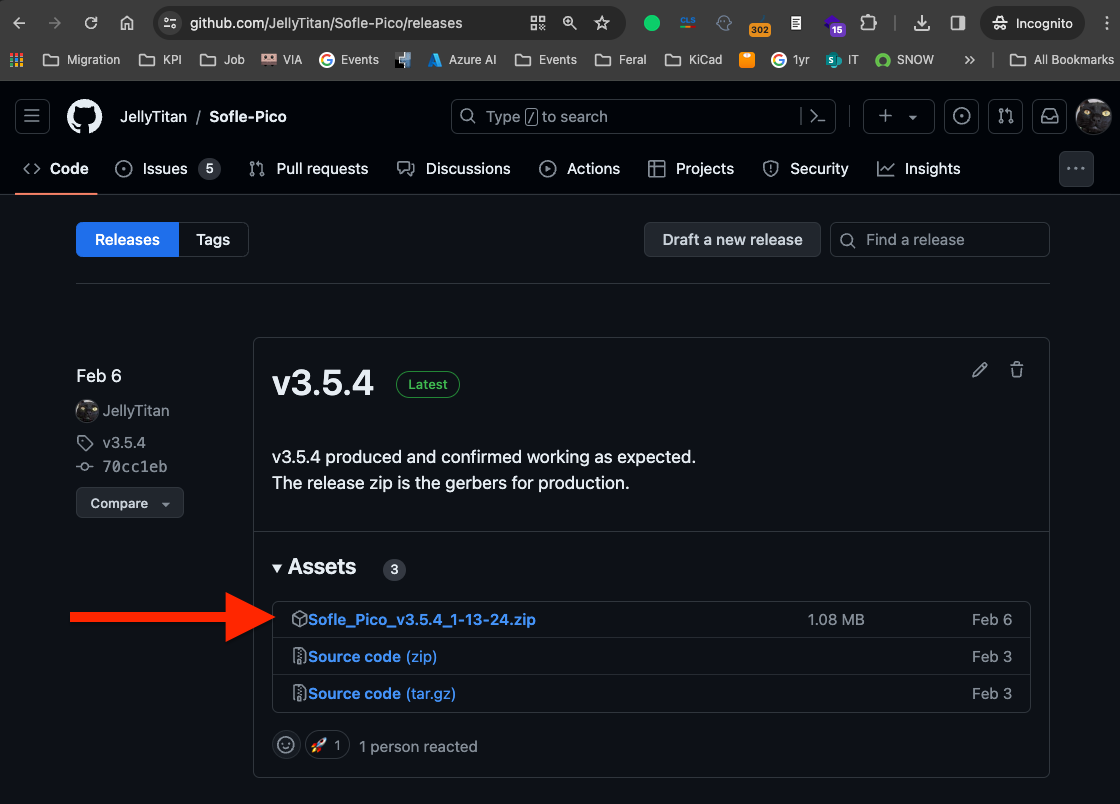 github.com/JellyTitan/Sofle-Pico/releases
CLS
302
15
Incognito
Migration
KPI
Job
VIA
Events
Azure AI
Events
Feral
KiCad
1yr
S
IT
SNOW
»
All Bookmarks
JellyTitan / Sofle-Pico
Type / to search
Code
Issues 5
Pull requests
Discussions
Actions
Projects
Security
Insights
Releases
Tags
Draft a new release
Find a release
Feb 6
JellyTitan
v3.5.4
70cc1eb
Compare
v3.5.4
Latest
v3.5.4 produced and confirmed working as expected.
The release zip is the gerbers for production.
Assets 3
Sofle_Pico_v3.5.4_1-13-24.zip 1.08 MB Feb 6
Source code (zip) Feb 3
Source code (tar.gz) Feb 3
🚀 1 1 person reacted